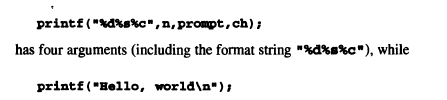 printf("%d%s%c",n,prompt,ch);
has four arguments (including the format string "%d%s%c"), while
printf("Hello, world\n");